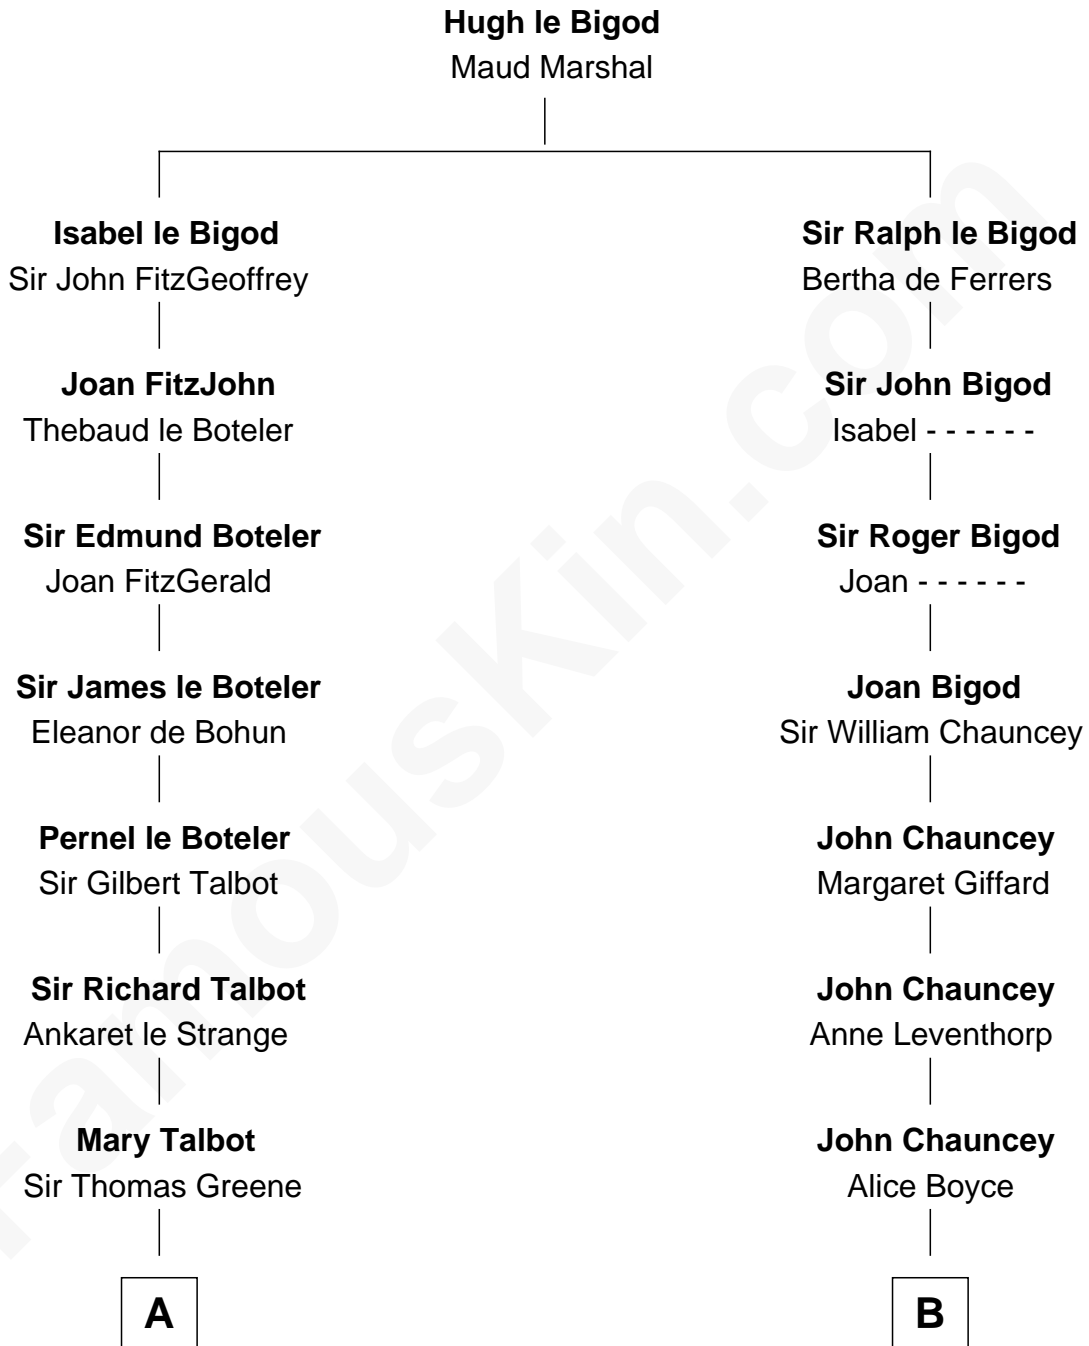 Hugh le Bigod
Maud Marshal
Isabel le Bigod
Sir John FitzGeoffrey
Joan FitzJohn
Thebaud le Boteler
Sir Edmund Boteler
Joan FitzGerald
Sir James le Boteler
Eleanor de Bohun
Pernel le Boteler
Sir Gilbert Talbot
Sir Richard Talbot
Ankaret le Strange
Mary Talbot
Sir Thomas Greene
A
Sir Ralph le Bigod
Bertha de Ferrers
Sir John Bigod
Isabel - - - - - -
Sir Roger Bigod
Joan - - - - - -
Joan Bigod
Sir William Chauncey
John Chauncey
Margaret Giffard
John Chauncey
Anne Leventhorp
John Chauncey
Alice Boyce
B
FamousKin.com